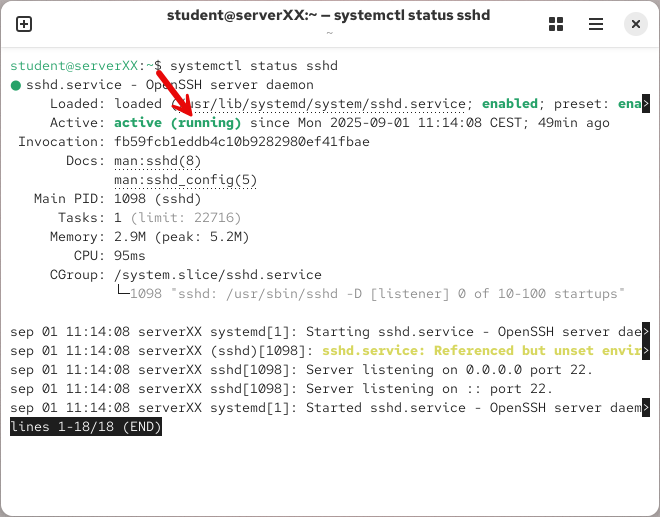 student@serverXX:~ — systemctl status sshd
~
student@serverXX:~$ systemctl status sshd
● sshd.service - OpenSSH server daemon
Loaded: loaded (/usr/lib/systemd/system/sshd.service; enabled; preset: ena>
Active: active (running) since Mon 2025-09-01 11:14:08 CEST; 49min ago
Invocation: fb59fcb1eddb4c10b9282980ef41fbae
Docs: man:sshd(8)
man:sshd_config(5)
Main PID: 1098 (sshd)
Tasks: 1 (limit: 22716)
Memory: 2.9M (peak: 5.2M)
CPU: 95ms
CGroup: /system.slice/sshd.service
└─1098 "sshd: /usr/sbin/sshd -D [listener] 0 of 10-100 startups"
sep 01 11:14:08 serverXX systemd[1]: Starting sshd.service - OpenSSH server dae>
sep 01 11:14:08 serverXX (sshd)[1098]: sshd.service: Referenced but unset envir>
sep 01 11:14:08 serverXX sshd[1098]: Server listening on 0.0.0.0 port 22.
sep 01 11:14:08 serverXX sshd[1098]: Server listening on :: port 22.
sep 01 11:14:08 serverXX systemd[1]: Started sshd.service - OpenSSH server daem>
lines 1-18/18 (END)